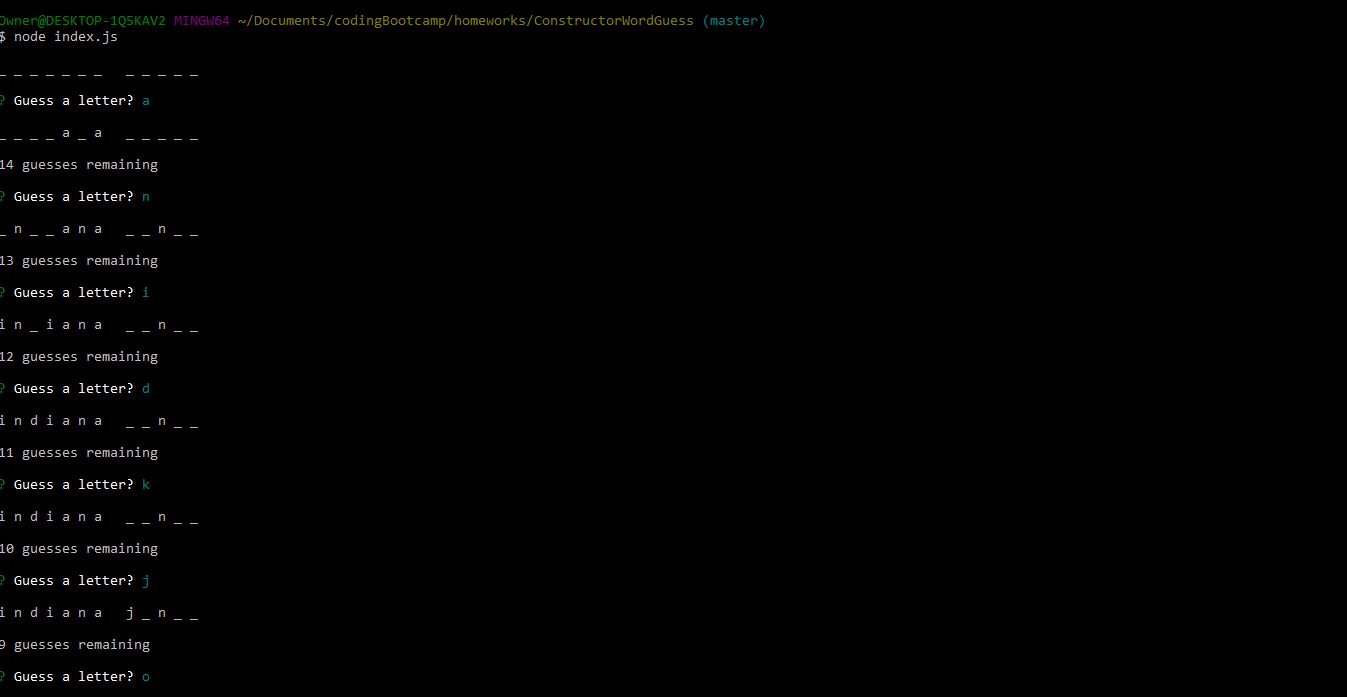 Owner@DESKTOP-1Q5KAV2 MINGW64 ~/Documents/codingBootcamp/homeworks/ConstructorWordGuess (master)
$ node index.js
_ _ _ _ _ _ _   _ _ _ _ _
? Guess a letter? a
_ _ _ _ a _ a   _ _ _ _ _
14 guesses remaining
? Guess a letter? n
_ n _ _ a n a   _ _ n _ _
13 guesses remaining
? Guess a letter? i
i n _ i a n a   _ _ n _ _
12 guesses remaining
? Guess a letter? d
i n d i a n a   _ _ n _ _
11 guesses remaining
? Guess a letter? k
i n d i a n a   _ _ n _ _
10 guesses remaining
? Guess a letter? j
i n d i a n a   j _ n _ _
9 guesses remaining
? Guess a letter? o